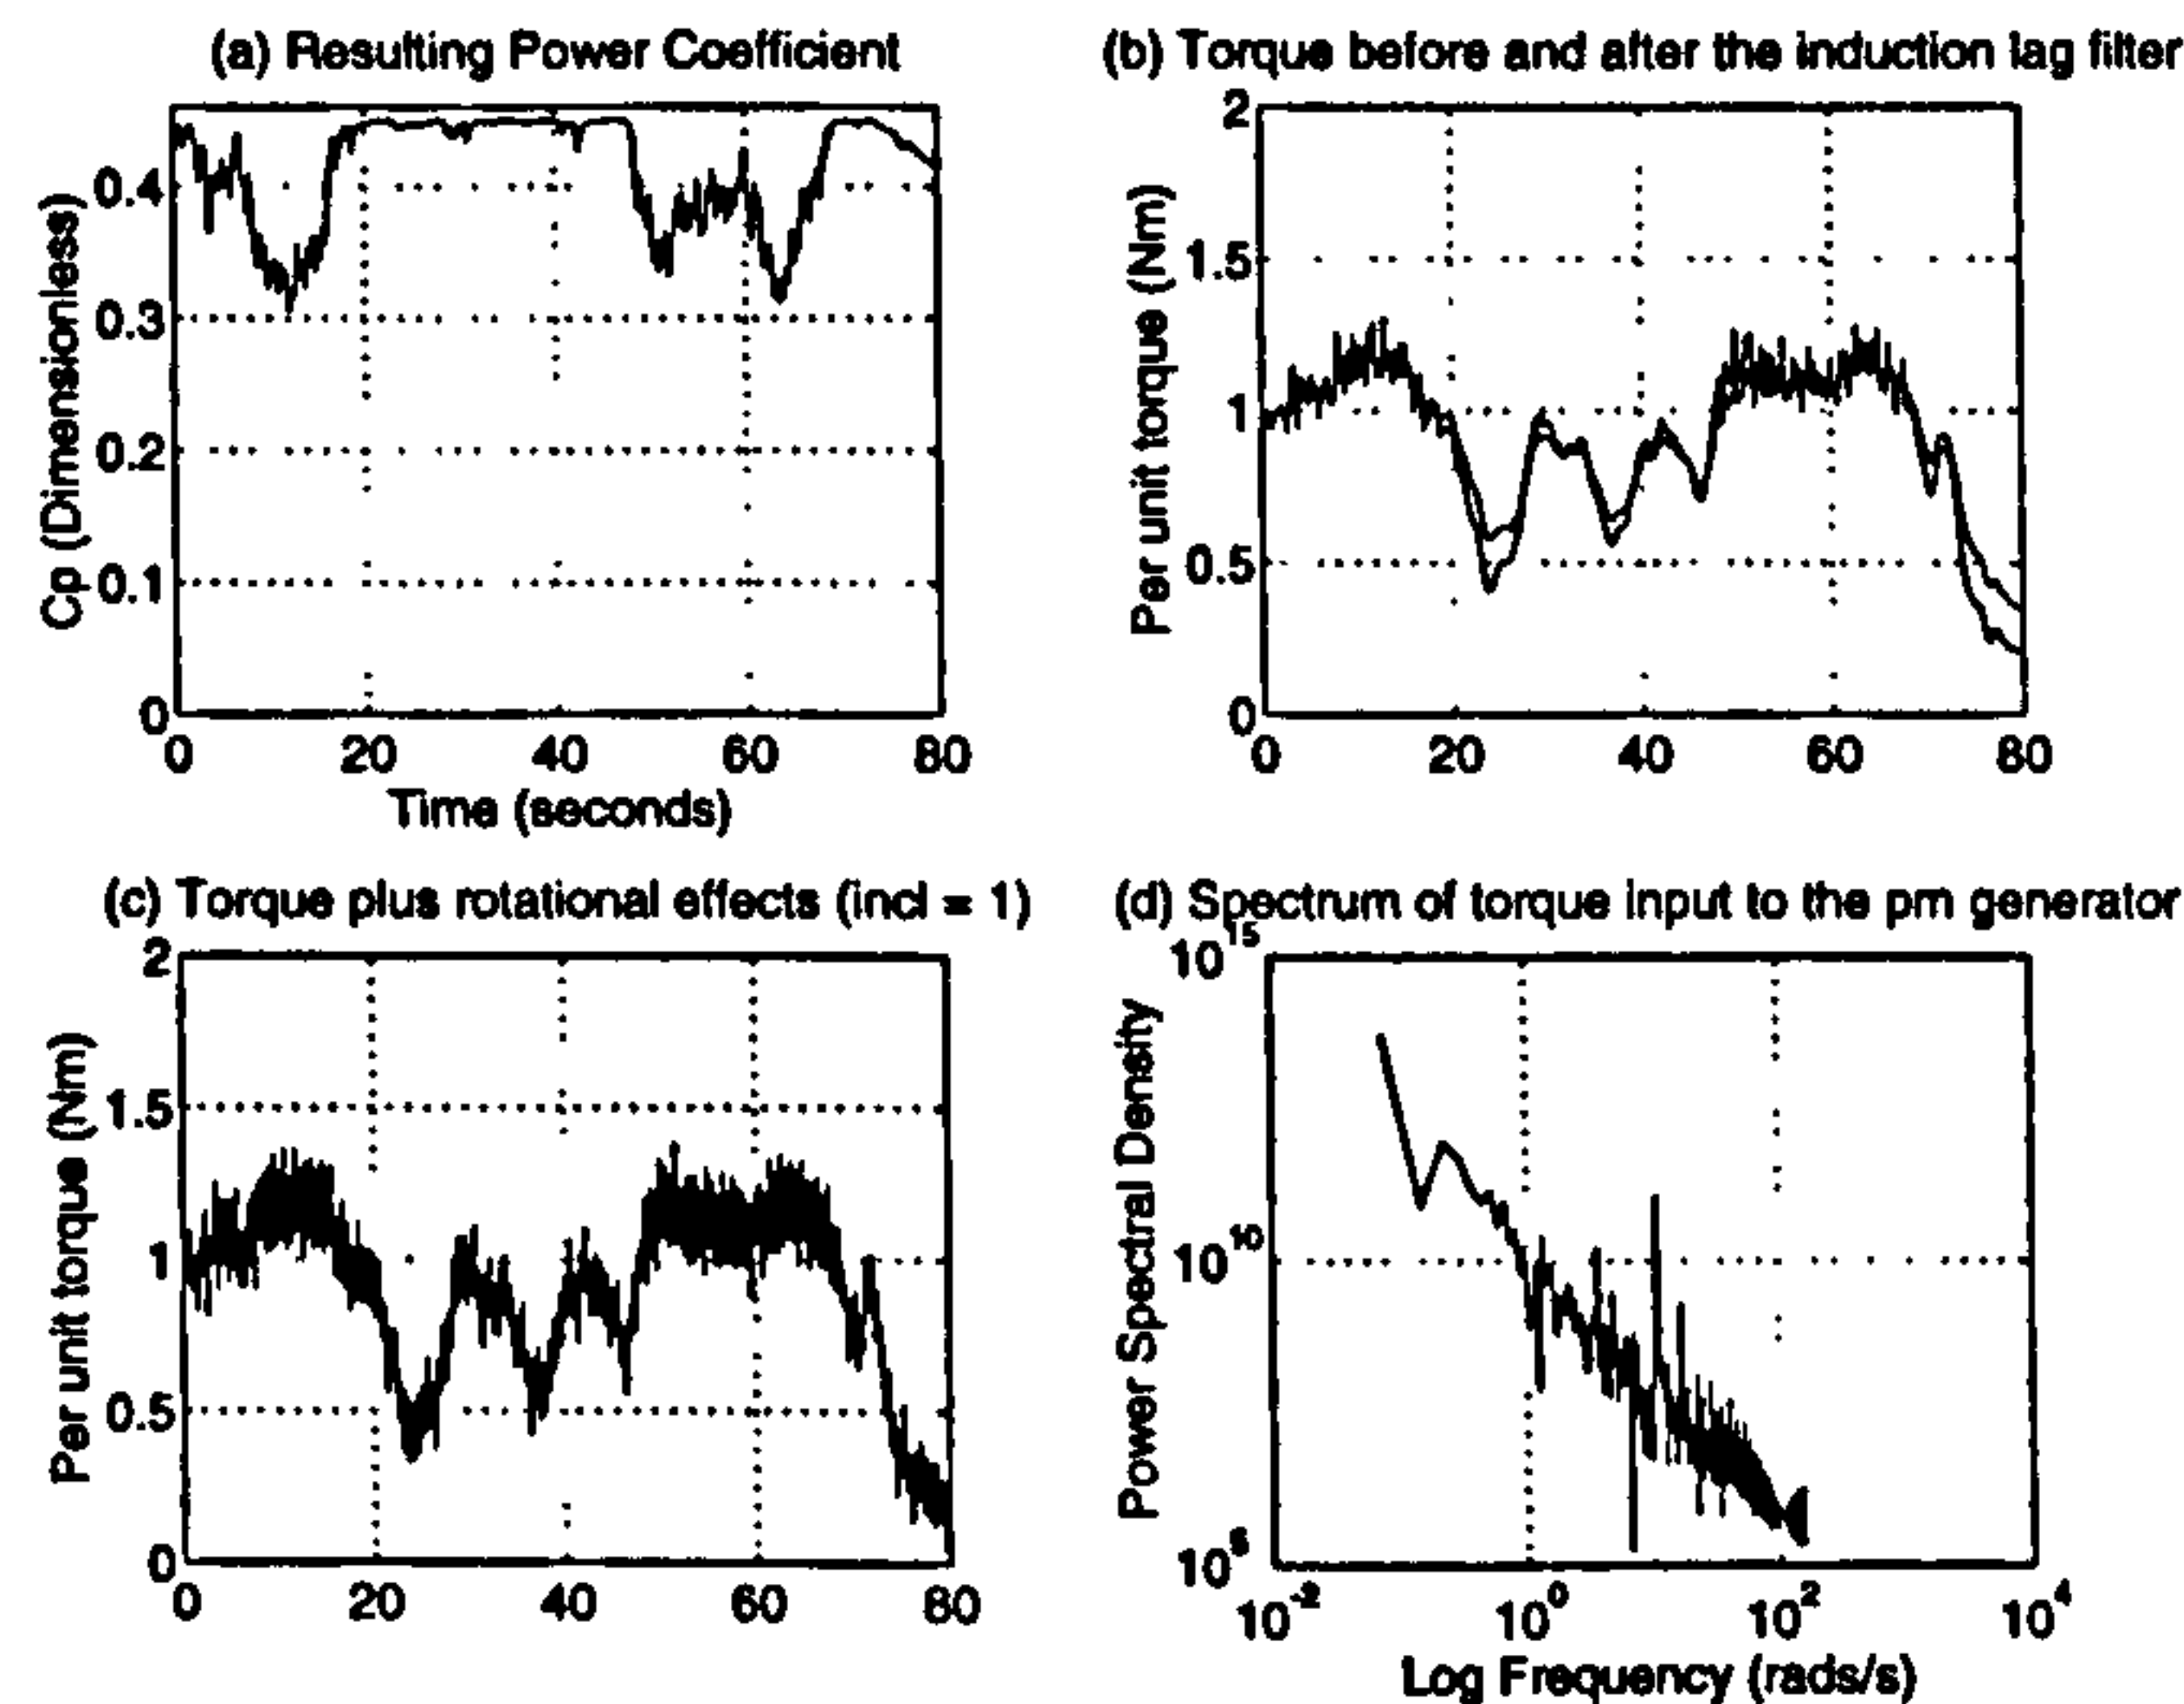 (a) Resulting Power Coefficient
Cp (Dimensionless)
0.4
0.3
0.2
0.1
0
0 20 40 60 80
Time (seconds)
(b) Torque before and after the induction lag filter
Per unit torque (Nm)
2
1.5
1
0.5
0
0 20 40 60 80
(c) Torque plus rotational effects (incl = 1)
Per unit torque (Nm)
2
1.5
1
0.5
0
0 20 40 60 80
(d) Spectrum of torque input to the pm generator
Power Spectral Density
10^15
10^10
10^5
10^-2 10^0 10^2 10^4
Log Frequency (rads/s)